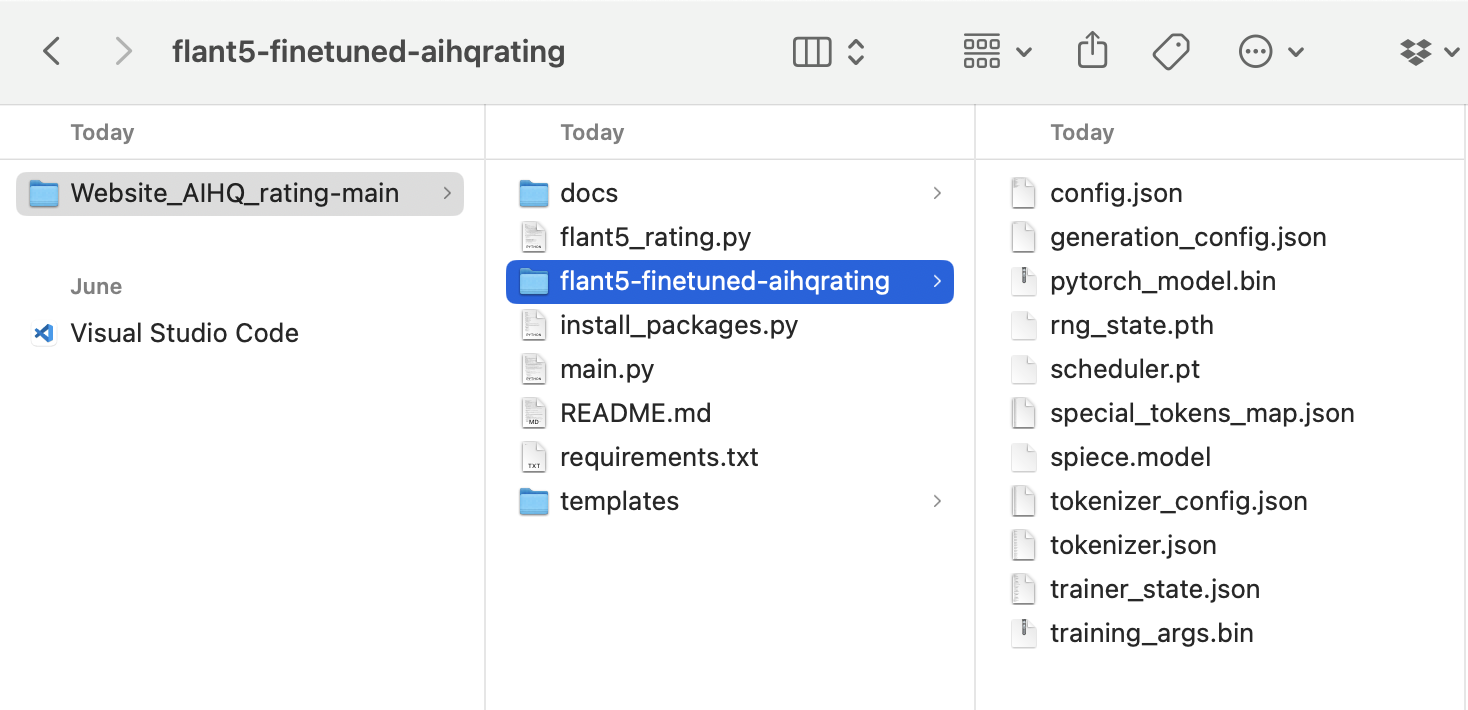 flant5-finetuned-aihqrating
Today
Website_AIHQ_rating-main
June
Visual Studio Code
Today
docs
flant5_rating.py
flant5-finetuned-aihqrating
install_packages.py
main.py
README.md
requirements.txt
templates
Today
config.json
generation_config.json
pytorch_model.bin
rng_state.pth
scheduler.pt
special_tokens_map.json
spiece.model
tokenizer_config.json
tokenizer.json
trainer_state.json
training_args.bin